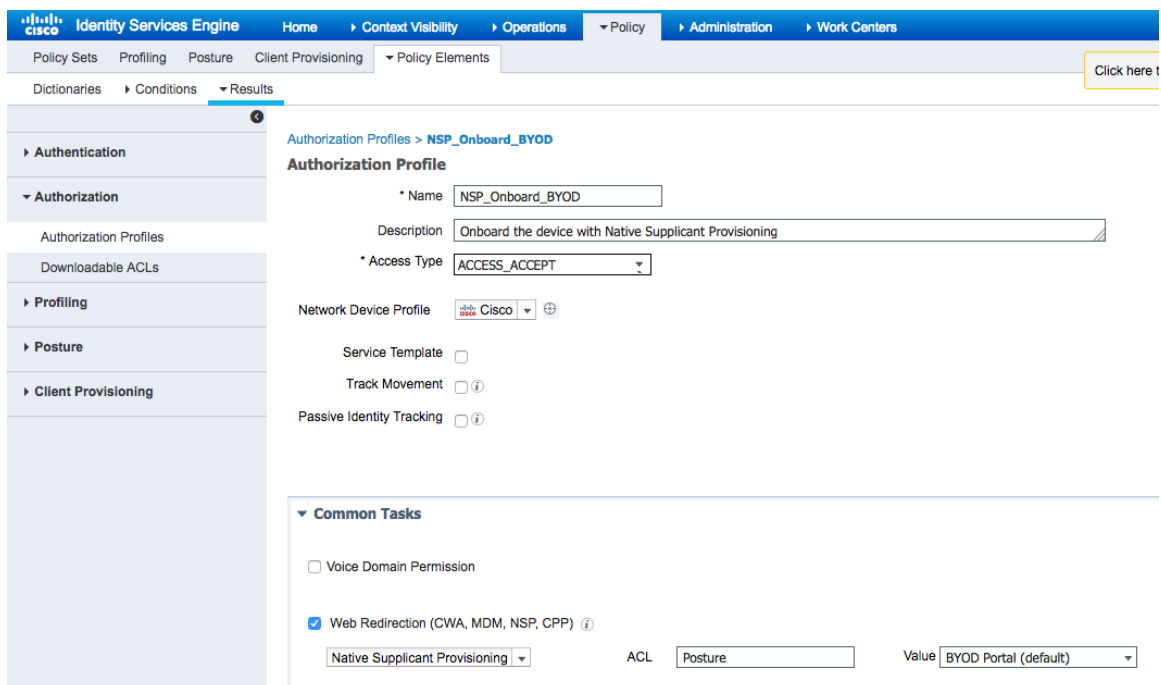 cisco Identity Services Engine Home Context Visibility Operations Policy Administration Work Centers
Policy Sets Profiling Posture Client Provisioning Policy Elements
Click here
Dictionaries Conditions Results
Authentication
Authorization
Authorization Profiles
Downloadable ACLs
Profiling
Posture
Client Provisioning
Authorization Profiles > NSP_Onboard_BYOD
Authorization Profile
* Name NSP_Onboard_BYOD
Description Onboard the device with Native Supplicant Provisioning
* Access Type ACCESS_ACCEPT
Network Device Profile cisco Cisco
Service Template
Track Movement i
Passive Identity Tracking i
Common Tasks
Voice Domain Permission
Web Redirection (CWA, MDM, NSP, CPP) i
Native Supplicant Provisioning ACL Posture Value BYOD Portal (default)